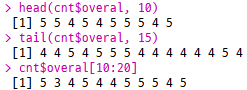 > head(cnt$overal, 10)
[1] 5 5 4 5 4 5 5 5 4 5
> tail(cnt$overal, 15)
[1] 4 4 5 4 5 5 5 4 4 4 4 4 4 5 4
> cnt$overal[10:20]
[1] 5 3 4 5 4 4 5 5 5 4 5